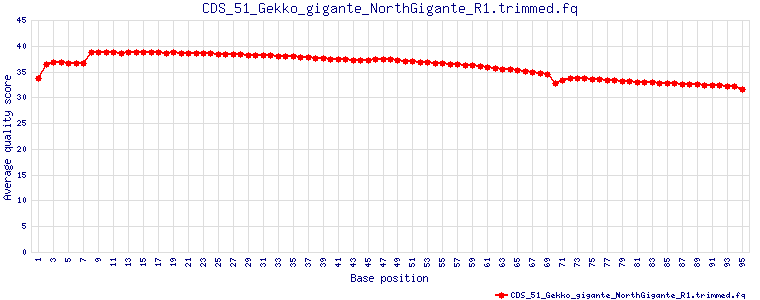 CDS_51_Gekko_gigante_NorthGigante_R1.trimmed.fq
Average quality score
45
40
35
30
25
20
15
10
5
0
1 3 5 7 9 11 13 15 17 19 21 23 25 27 29 31 33 35 37 39 41 43 45 47 49 51 53 55 57 59 61 63 65 67 69 71 73 75 77 79 81 83 85 87 89 91 93 95
Base position
CDS_51_Gekko_gigante_NorthGigante_R1.trimmed.fq